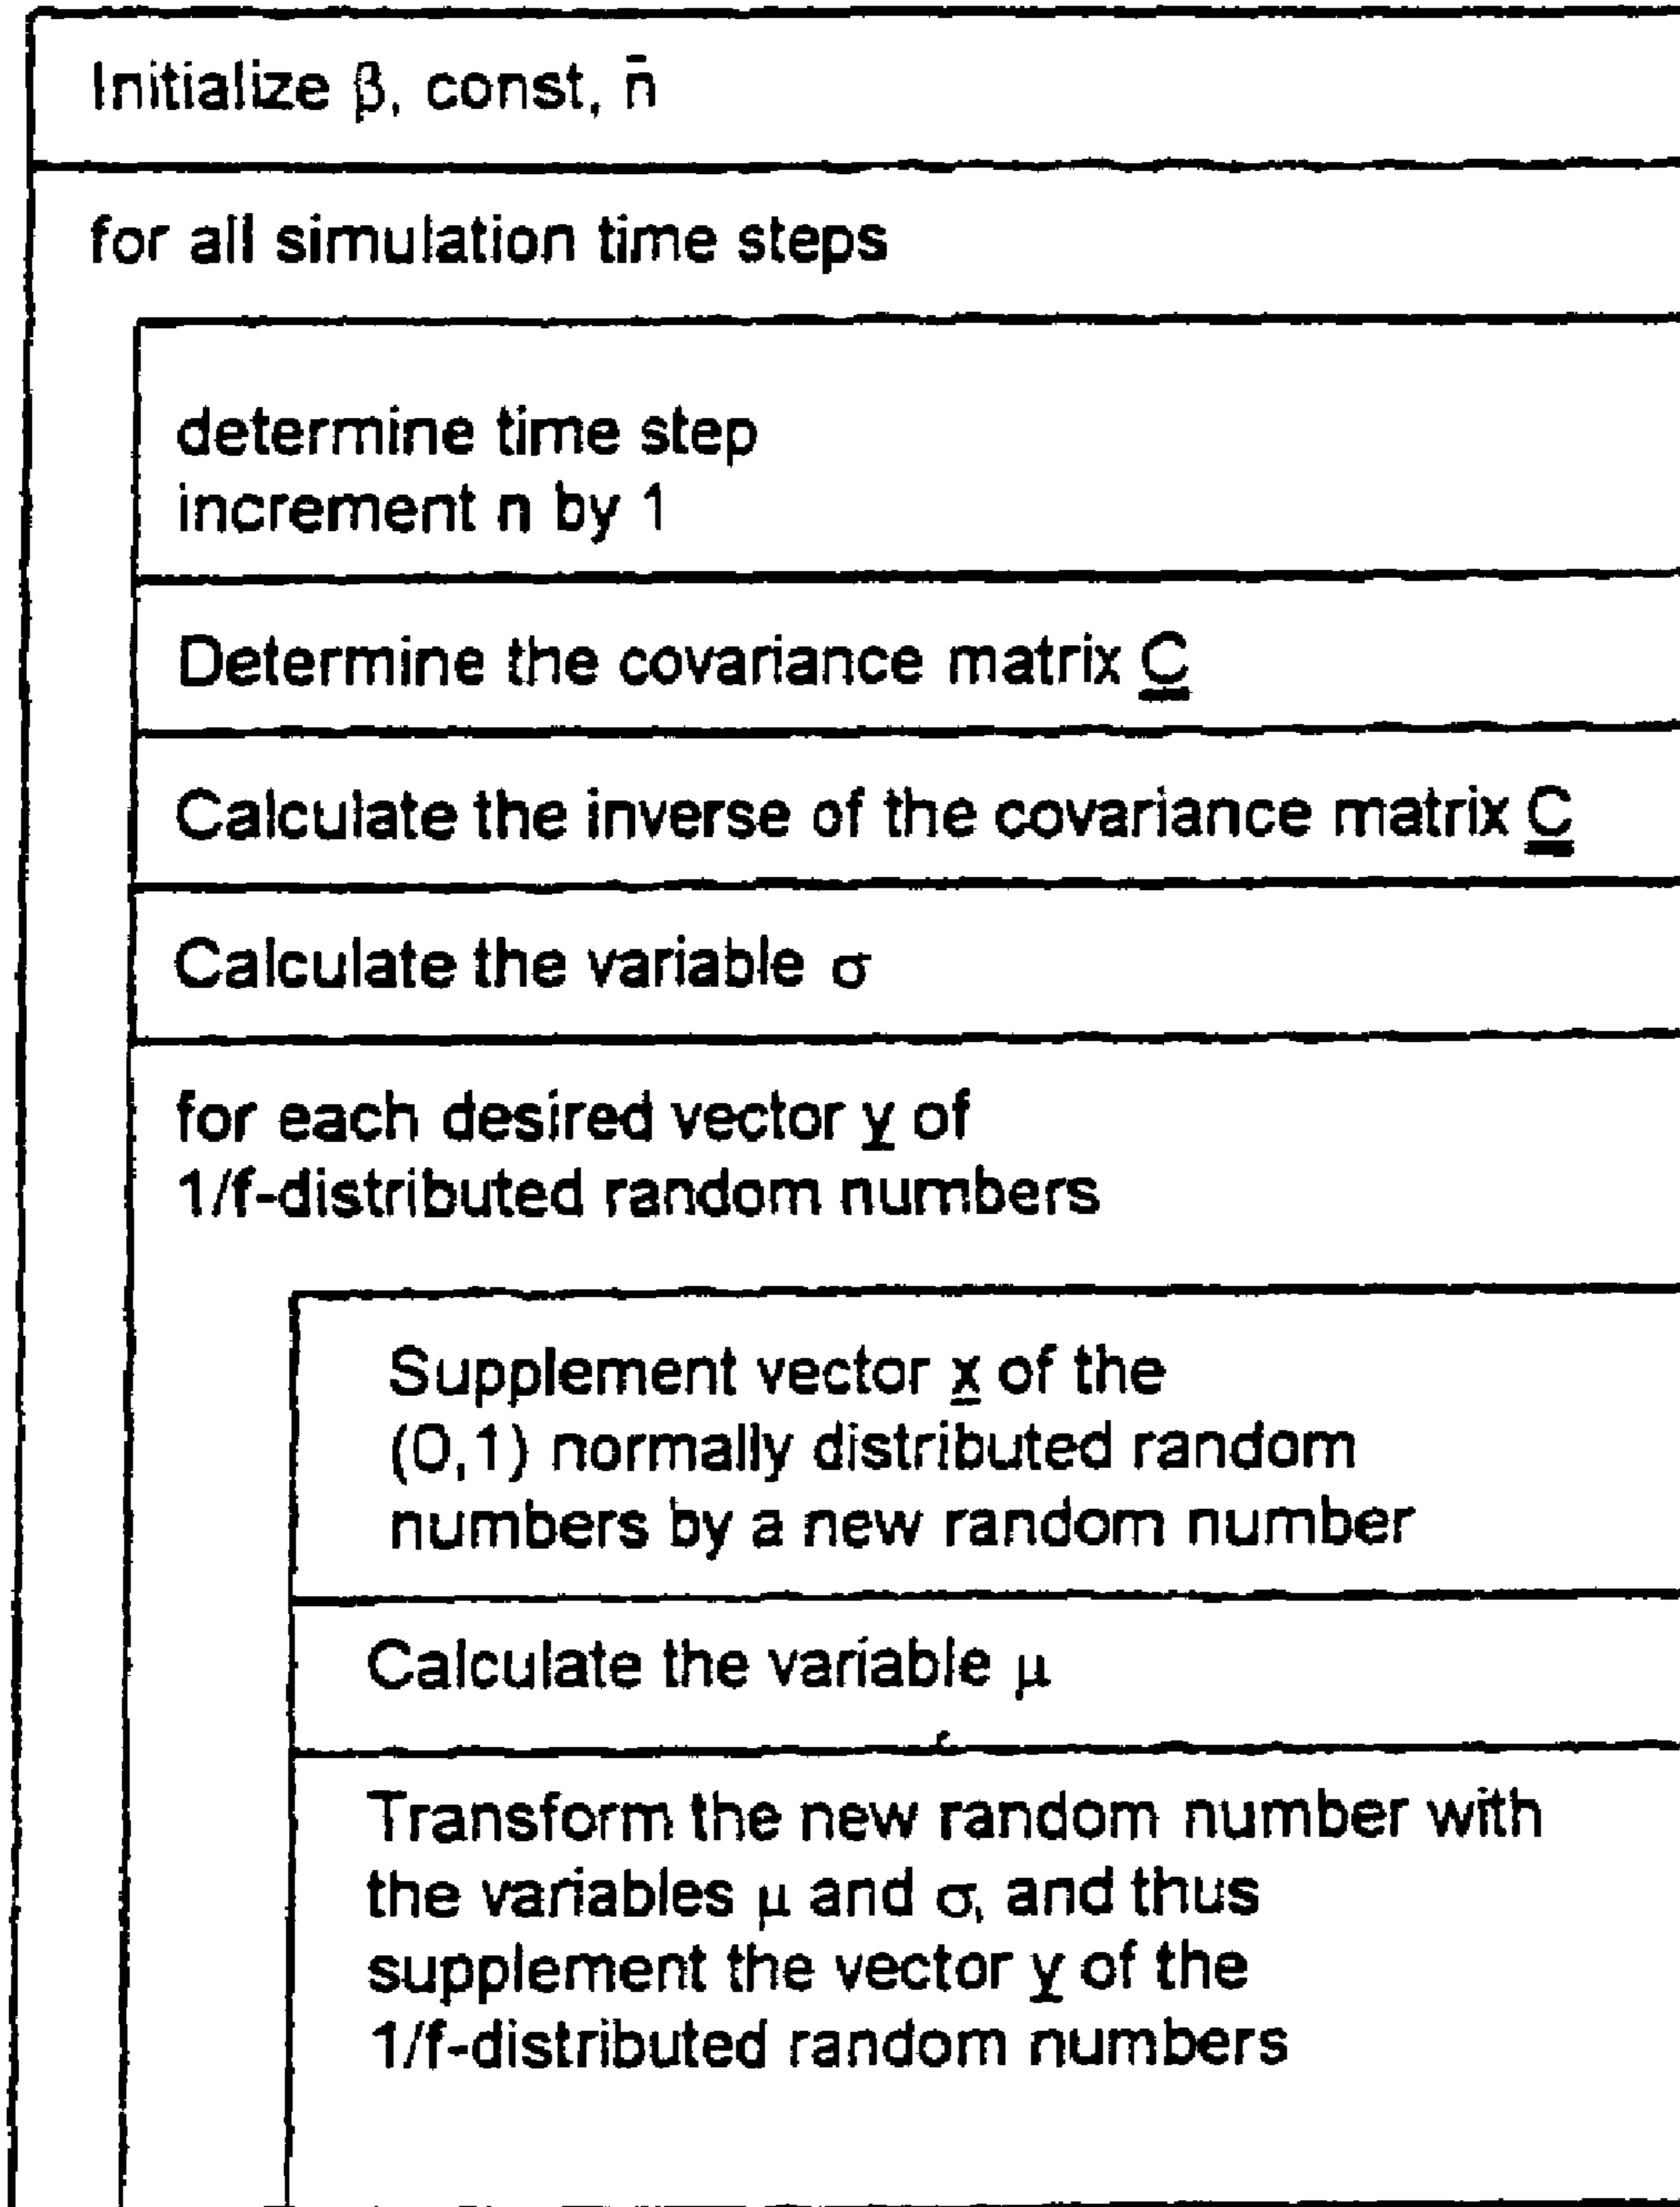 Initialize β, const, n̄
for all simulation time steps
determine time step
increment n by 1
Determine the covariance matrix C̳
Calculate the inverse of the covariance matrix C̳
Calculate the variable σ
for each desired vector y̲ of
1/f-distributed random numbers
Supplement vector x̲ of the
(0,1) normally distributed random
numbers by a new random number
Calculate the variable μ
Transform the new random number with
the variables μ and σ, and thus
supplement the vector y̲ of the
1/f-distributed random numbers